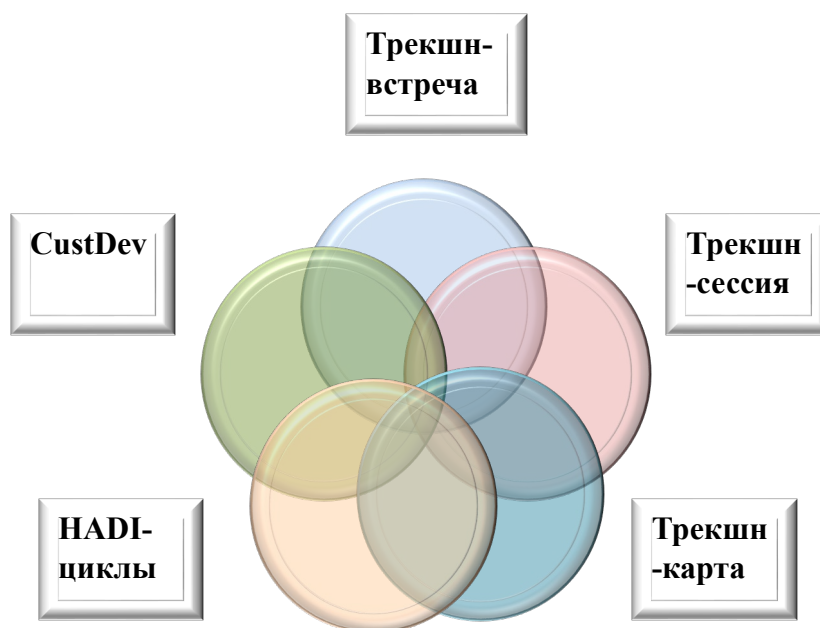 Трекшн-
встреча
CustDev
Трекшн
-сессия
HADI-
циклы
Трекшн
-карта